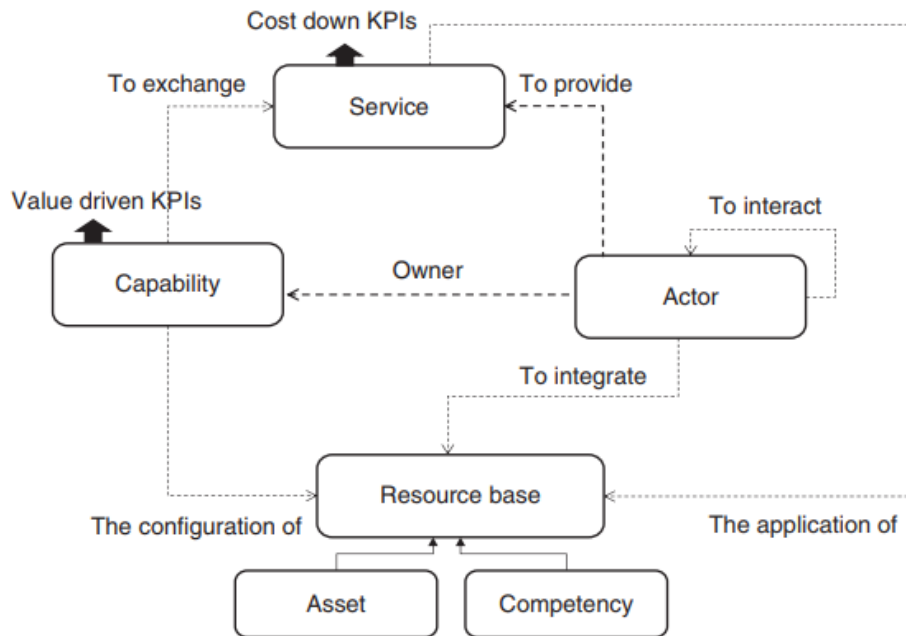 Cost down KPIs
To exchange
Service
To provide
Value driven KPIs
To interact
Capability
Owner
Actor
To integrate
Resource base
The configuration of
The application of
Asset
Competency